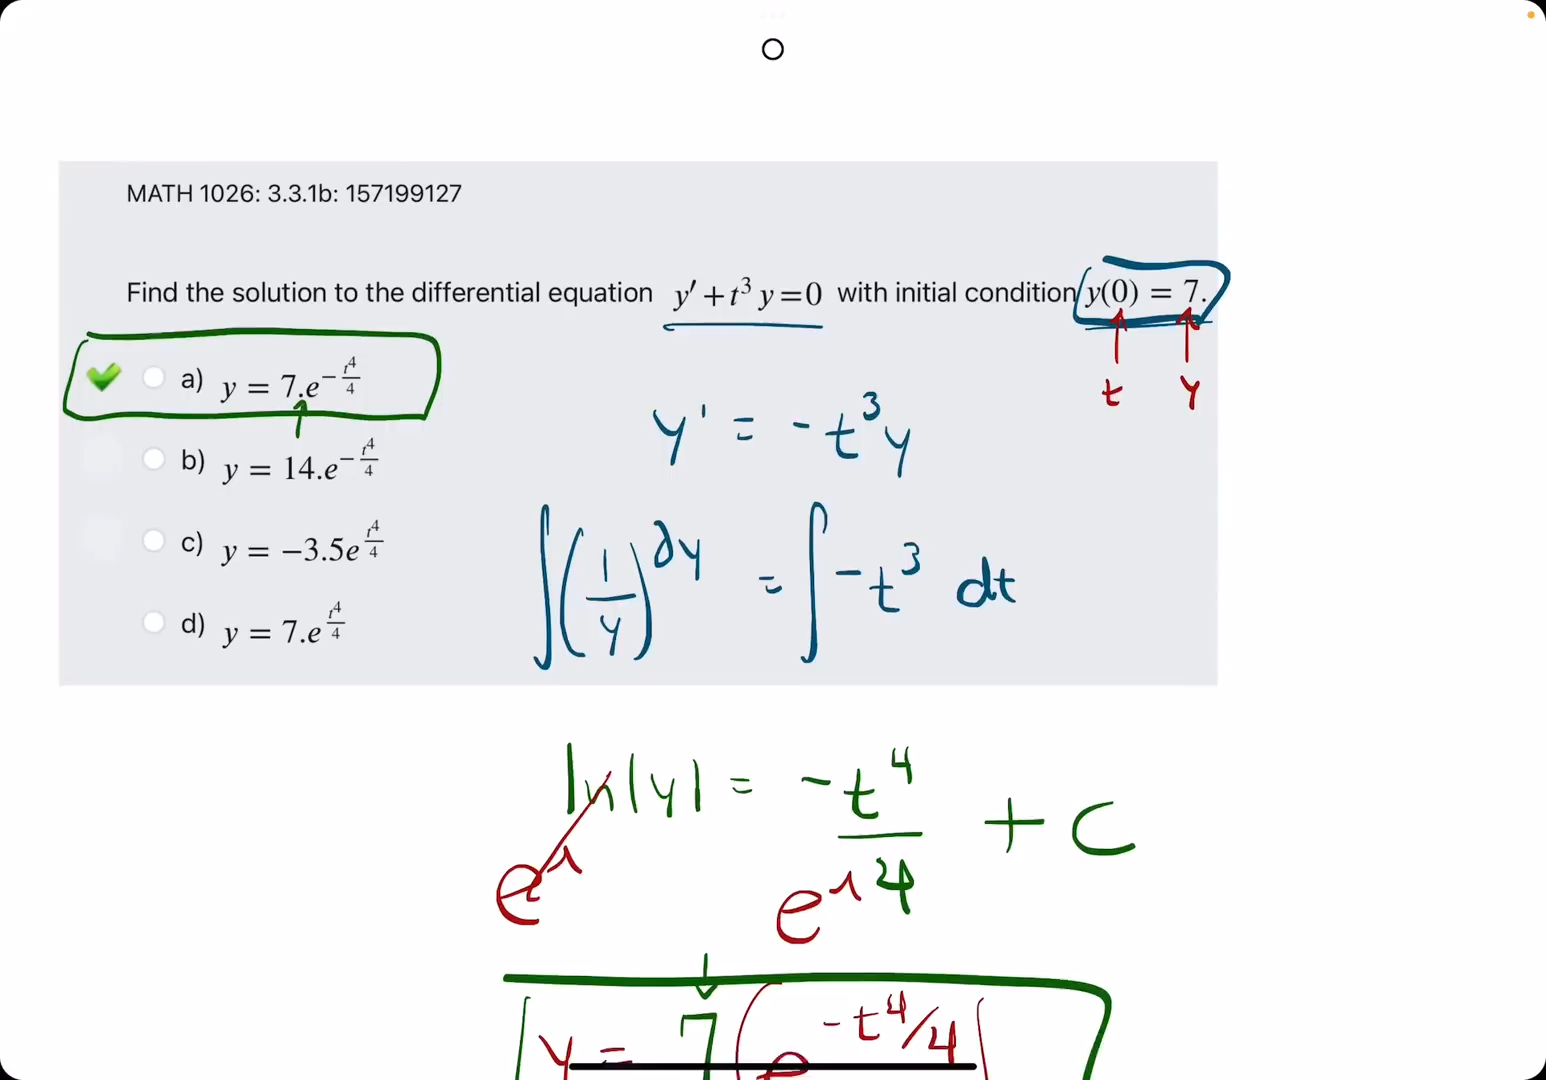 MATH 1026: 3.3.1b: 157199127
Find the solution to the differential equation y′ + t³ y = 0 with initial condition y(0) = 7.
t y
a) y = 7.e^(−t⁴/4)
y' = -t³y
b) y = 14.e^(−t⁴/4)
c) y = −3.5e^(t⁴/4)
∫(1/y) dy = ∫ -t³ dt
d) y = 7.e^(t⁴/4)
ln|y| = -t⁴/4 + C
e^ e^
y = 7(e^(-t⁴/4)